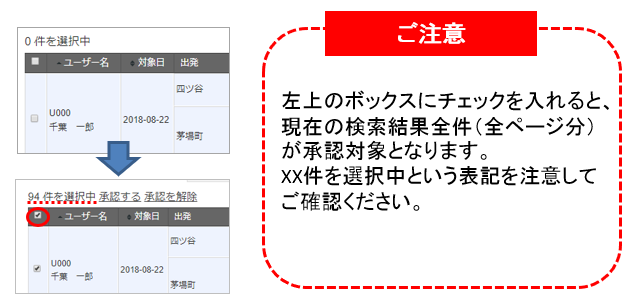 0 件を選択中
ユーザー名 対象日 出発
四ツ谷
U000
千葉 一郎
2018-08-22
茅場町
94 件を選択中 承認する 承認を解除
ユーザー名 対象日 出発
四ツ谷
U000
千葉 一郎
2018-08-22
茅場町
ご注意
左上のボックスにチェックを入れると、
現在の検索結果全件（全ページ分）
が承認対象となります。
XX件を選択中という表記を注意して
ご確認ください。